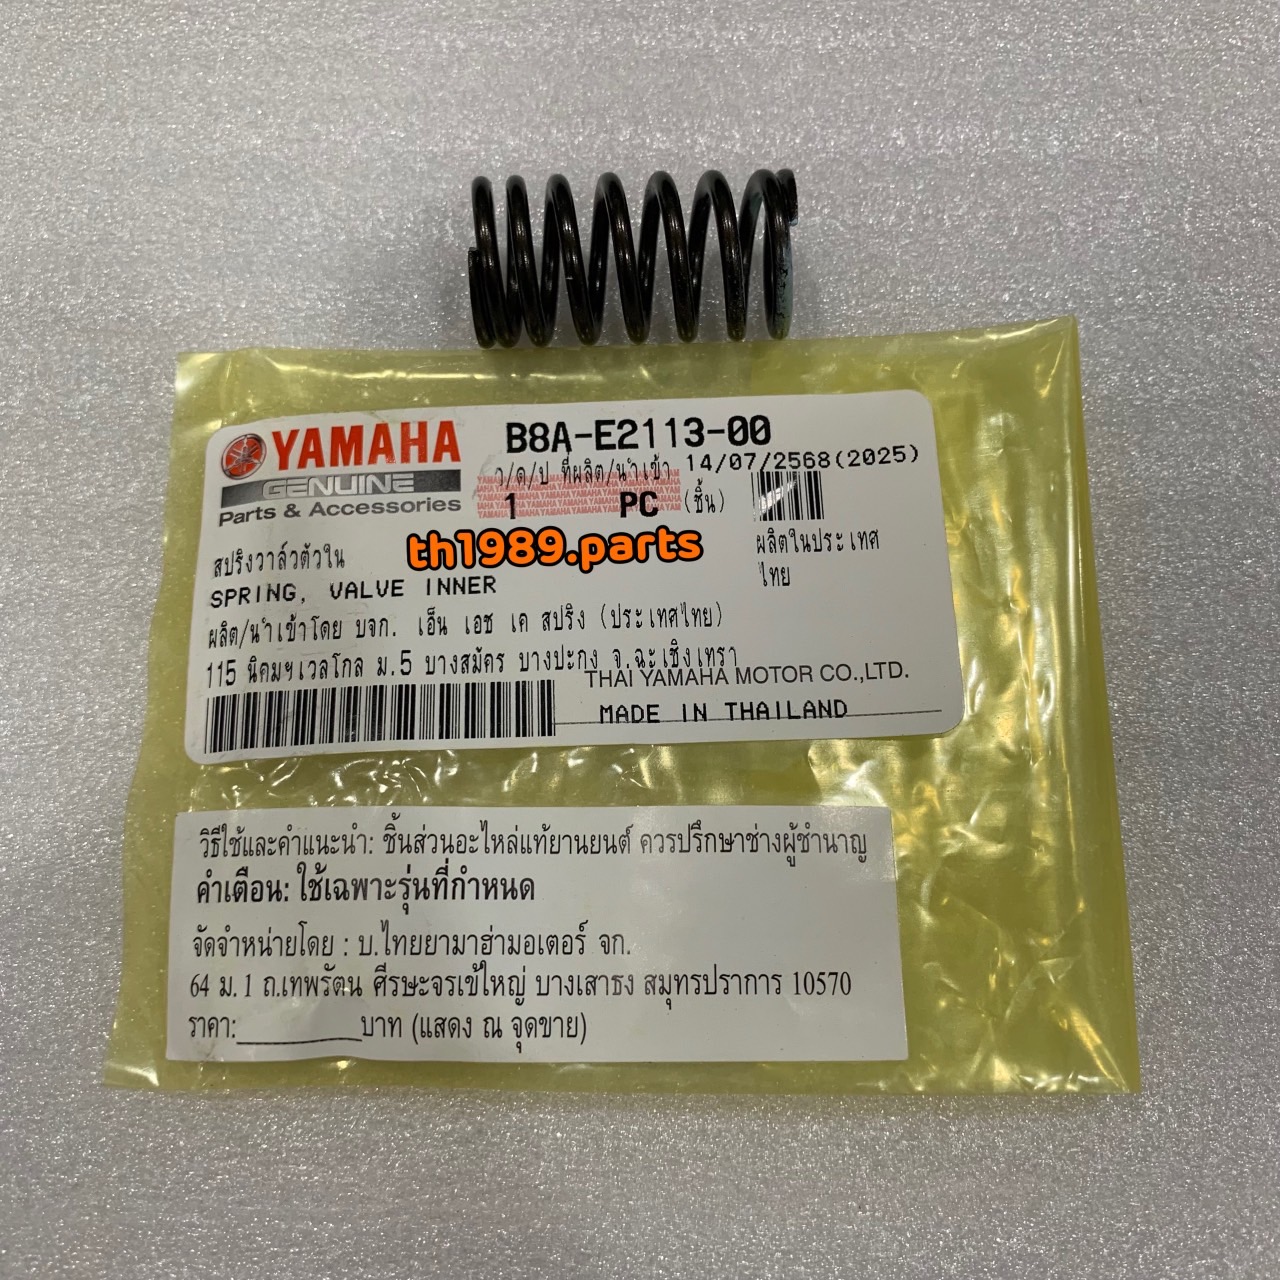 YAMAHA
GENUINE
Parts & Accessories
B8A-E2113-00
ว/ด/ป ที่ผลิต/นำเข้า 14/07/2568(2025)
1 PC (ชิ้น)
th1989.parts
สปริงวาล์วตัวใน
SPRING, VALVE INNER
ผลิตในประเทศ
ไทย
ผลิต/นำเข้าโดย บจก. เอ็น เอช เค สปริง (ประเทศไทย)
115 นิคมฯเวลโกล ม.5 บางสมัคร บางปะกง จ.ฉะเชิงเทรา
THAI YAMAHA MOTOR CO.,LTD.
MADE IN THAILAND
วิธีใช้และคำแนะนำ: ชิ้นส่วนอะไหล่แท้ยานยนต์ ควรปรึกษาช่างผู้ชำนาญ
คำเตือน: ใช้เฉพาะรุ่นที่กำหนด
จัดจำหน่ายโดย : บ.ไทยยามาฮ่ามอเตอร์ จก.
64 ม. 1 ถ.เทพรัตน ศีรษะจรเข้ใหญ่ บางเสาธง สมุทรปราการ 10570
ราคา:__________บาท (แสดง ณ จุดขาย)